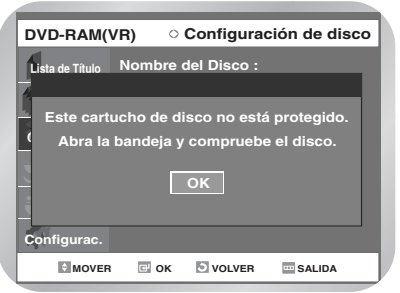 DVD-RAM(VR) Configuración de disco
Lista de Título Nombre del Disco :
Este cartucho de disco no está protegido.
Abra la bandeja y compruebe el disco.
OK
Configurac.
MOVER OK VOLVER SALIDA